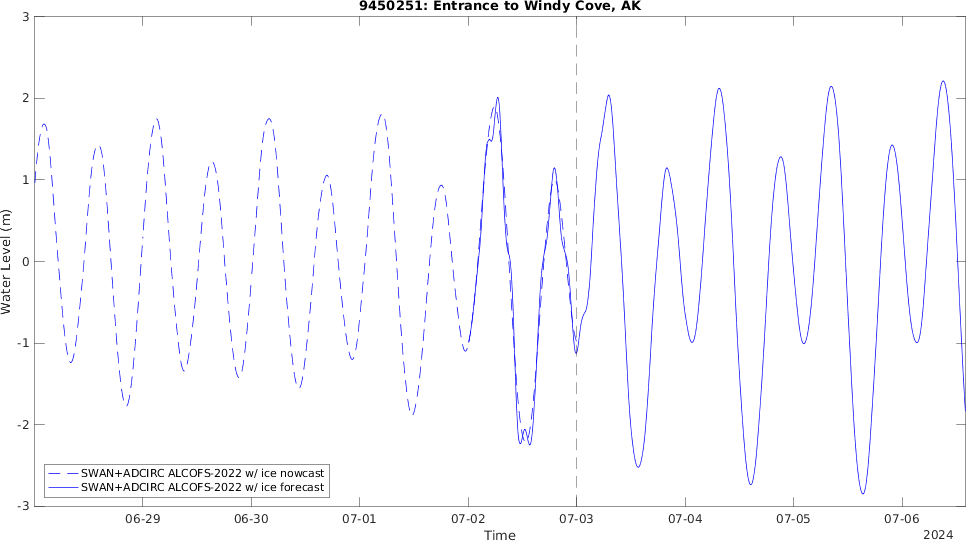 9450251: Entrance to Windy Cove, AK
3
2
1
0
-1
-2
-3
Water Level (m)
SWAN+ADCIRC ALCOFS-2022 w/ ice nowcast
SWAN+ADCIRC ALCOFS-2022 w/ ice forecast
06-29 06-30 07-01 07-02 07-03 07-04 07-05 07-06
Time
2024